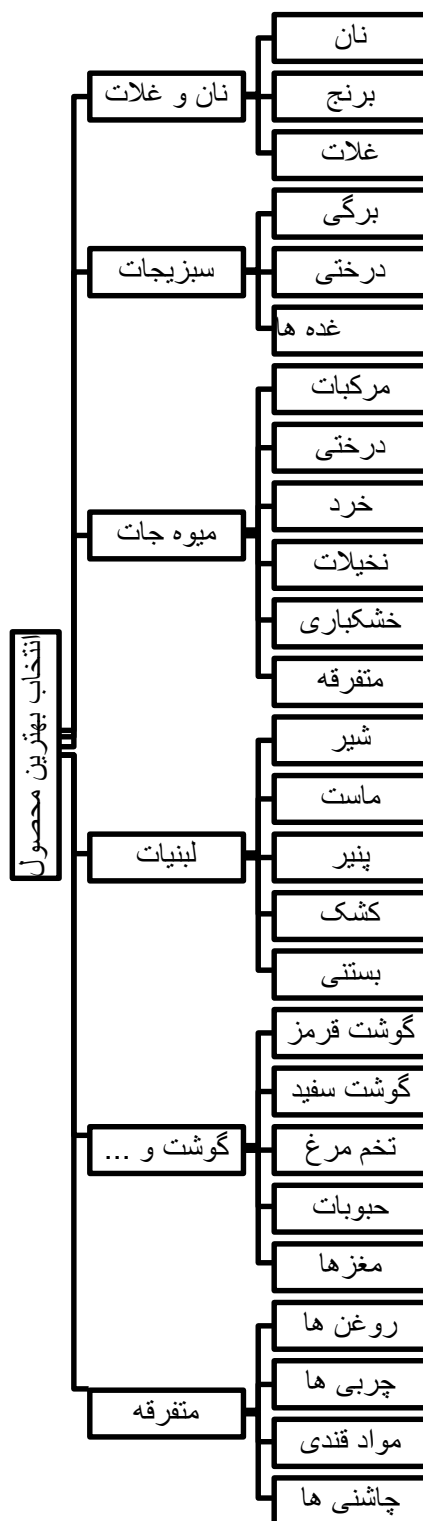 انتخاب بهترین محصول
نان و غلات
نان
برنج
غلات
سبزیجات
برگی
درختی
غده ها
میوه جات
مرکبات
درختی
خرد
نخیلات
خشکباری
متفرقه
لبنیات
شیر
ماست
پنیر
کشک
بستنی
گوشت و ...
گوشت قرمز
گوشت سفید
تخم مرغ
حبوبات
مغزها
متفرقه
روغن ها
چربی ها
مواد قندی
چاشنی ها